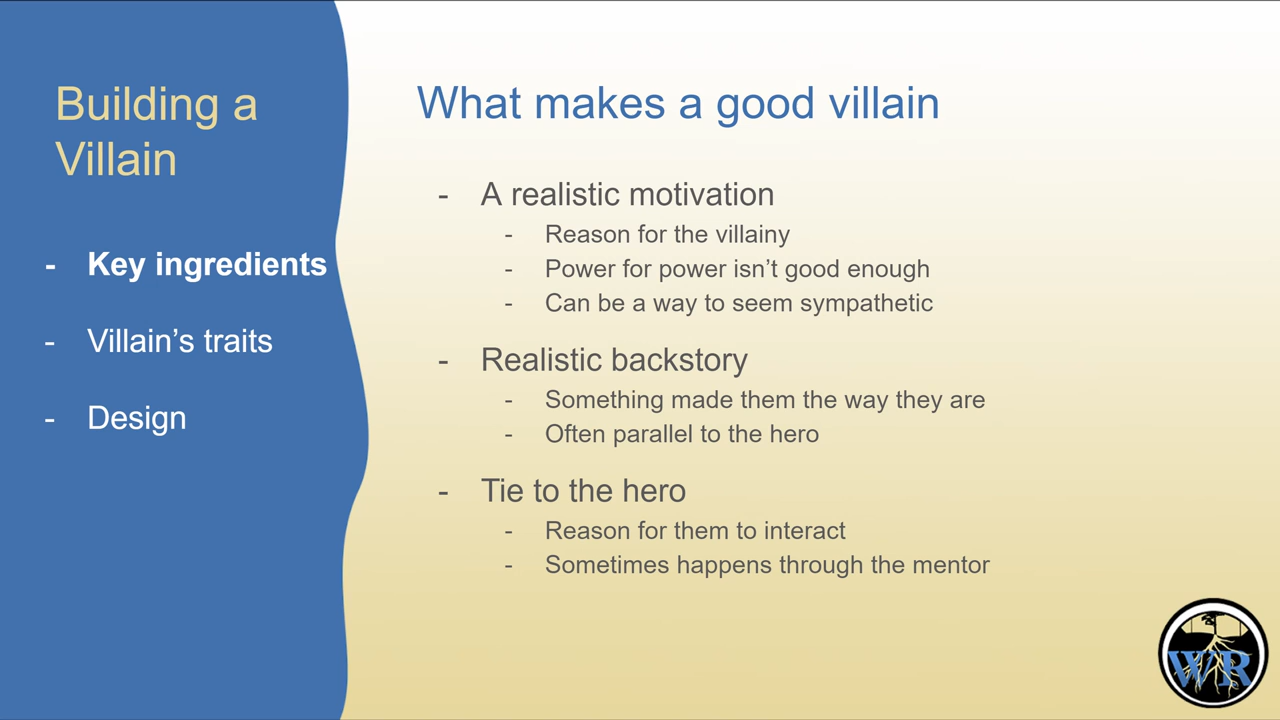 Building a
Villain
- Key ingredients
- Villain's traits
- Design
What makes a good villain
- A realistic motivation
- Reason for the villainy
- Power for power isn't good enough
- Can be a way to seem sympathetic
- Realistic backstory
- Something made them the way they are
- Often parallel to the hero
- Tie to the hero
- Reason for them to interact
- Sometimes happens through the mentor
WR